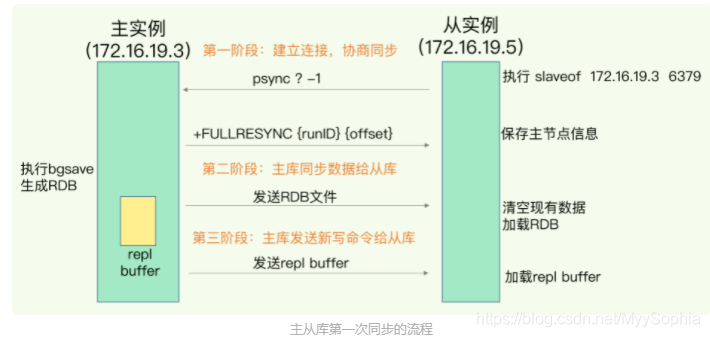 主实例
(172.16.19.3)
从实例
(172.16.19.5)
第一阶段：建立连接，协商同步
执行 slaveof 172.16.19.3 6379
psync ? -1
+FULLRESYNC {runID} {offset}
保存主节点信息
执行bgsave
生成RDB
第二阶段：主库同步数据给从库
发送RDB文件
清空现有数据
加载RDB
第三阶段：主库发送新写命令给从库
repl
buffer
发送repl buffer
加载repl buffer
https://blog.csdn.net/MyySophia
主从库第一次同步的流程